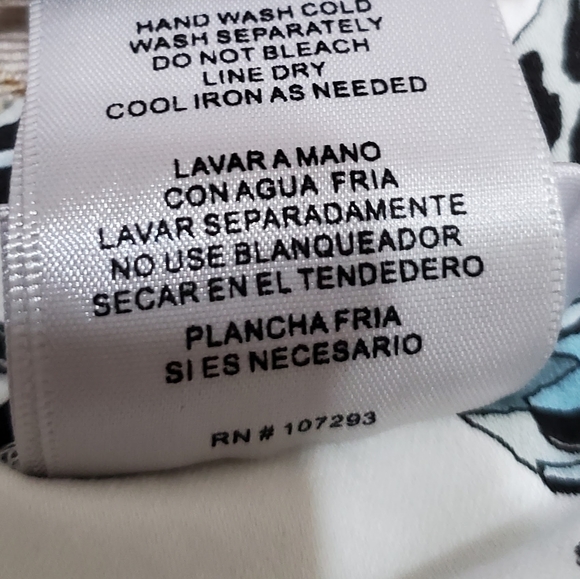 HAND WASH COLD
WASH SEPARATELY
DO NOT BLEACH
LINE DRY
COOL IRON AS NEEDED
LAVAR A MANO
CON AGUA FRIA
LAVAR SEPARADAMENTE
NO USE BLANQUEADOR
SECAR EN EL TENDEDERO
PLANCHA FRIA
SI ES NECESARIO
RN # 107293